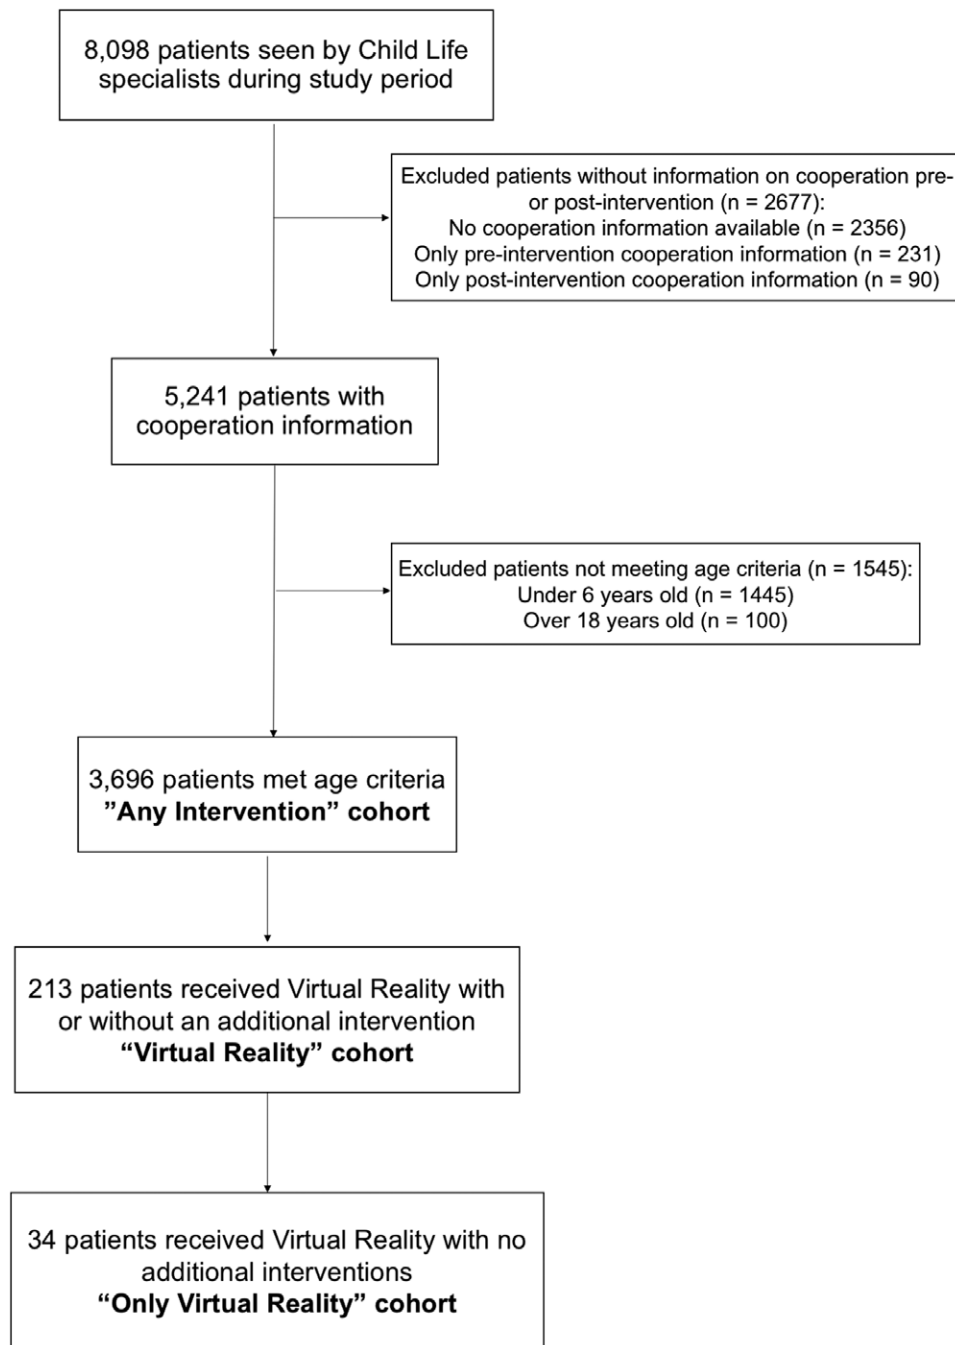 8,098 patients seen by Child Life
specialists during study period
Excluded patients without information on cooperation pre-
or post-intervention (n = 2677):
No cooperation information available (n = 2356)
Only pre-intervention cooperation information (n = 231)
Only post-intervention cooperation information (n = 90)
5,241 patients with
cooperation information
Excluded patients not meeting age criteria (n = 1545):
Under 6 years old (n = 1445)
Over 18 years old (n = 100)
3,696 patients met age criteria
”Any Intervention” cohort
213 patients received Virtual Reality with
or without an additional intervention
“Virtual Reality” cohort
34 patients received Virtual Reality with no
additional interventions
“Only Virtual Reality” cohort